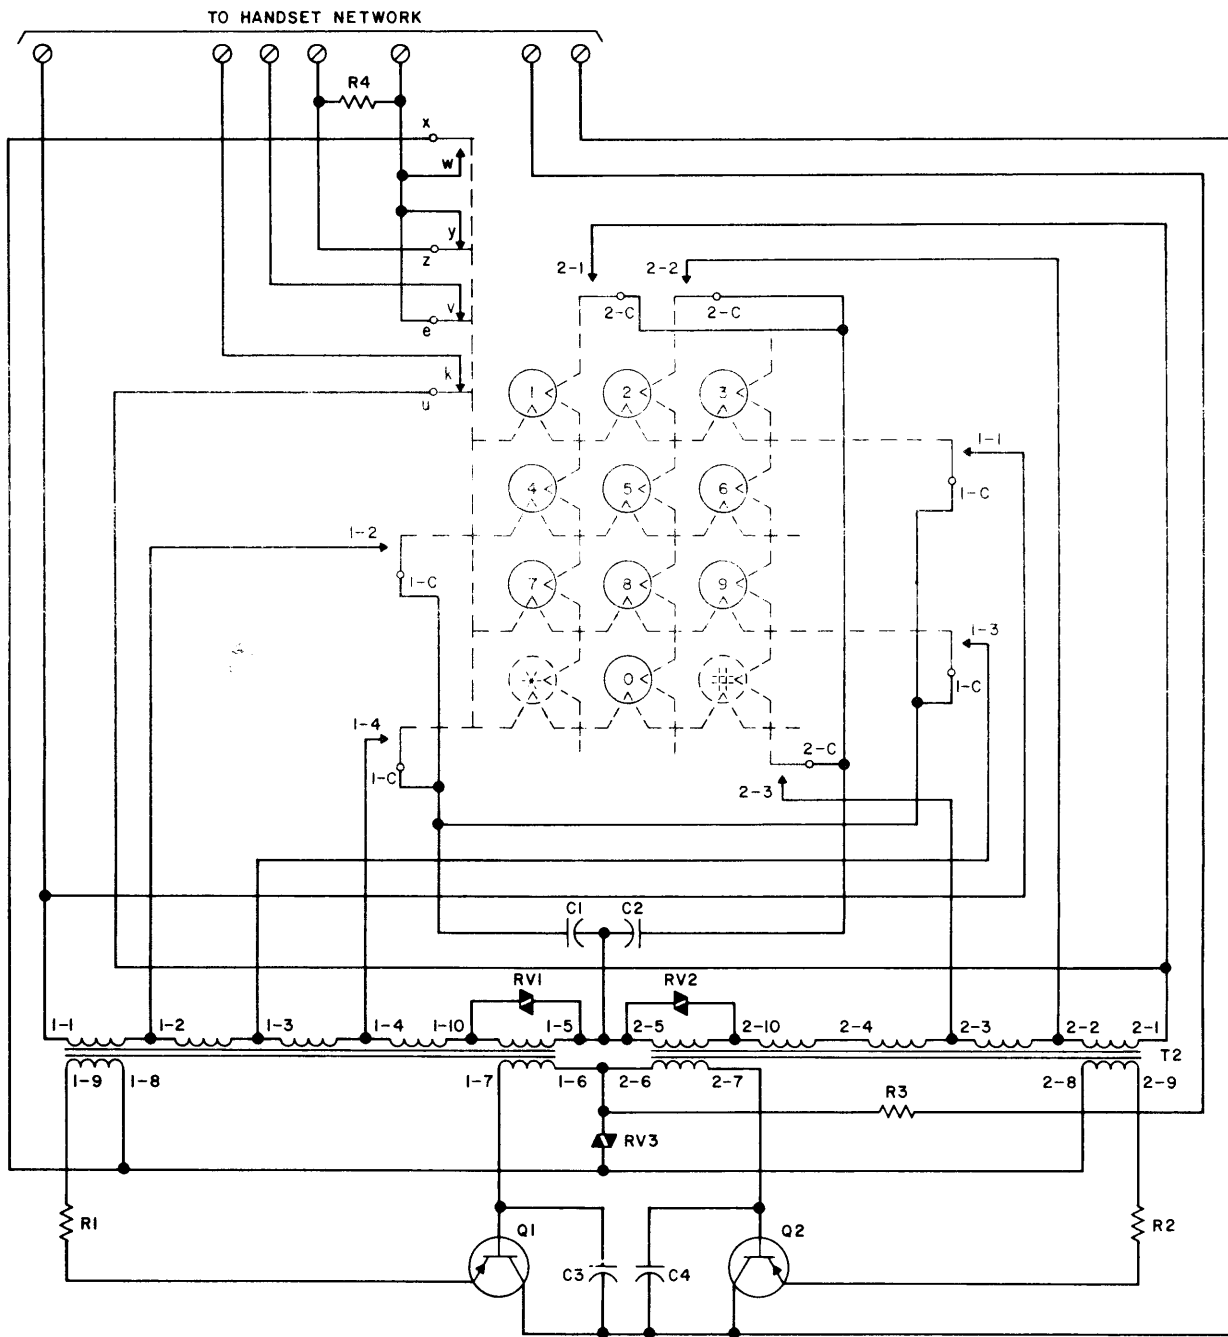 TO HANDSET NETWORK
R4
x
w
y
z
v
e
k
u
2-1
2-2
2-C
2-C
1
2
3
1-1
1-C
4
5
6
1-2
1-C
7
8
9
1-3
1-C
*
0
#
1-4
1-C
2-C
2-3
C1
C2
RV1
RV2
1-1
1-2
1-3
1-4
1-10
1-5
2-5
2-10
2-4
2-3
2-2
2-1
T2
1-9
1-8
1-7
1-6
2-6
2-7
2-8
2-9
R3
RV3
R1
Q1
Q2
R2
C3
C4